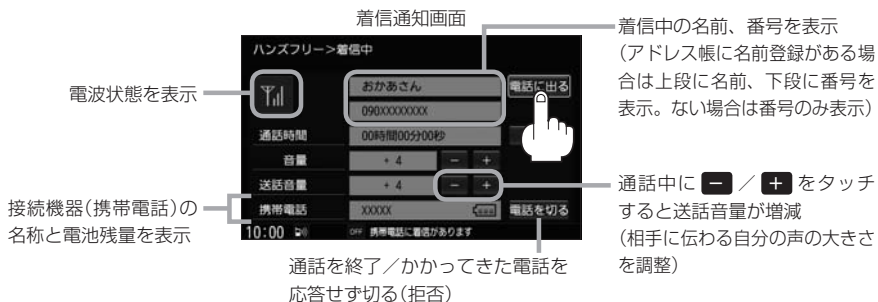 着信通知画面
ハンズフリー>着信中
おかあさん
電話に出る
090XXXXXXXX
通話時間
00時間00分00秒
音量
+ 4
− +
送話音量
+ 4
− +
携帯電話
XXXXX
電話を切る
10:00
OFF 携帯電話に着信があります
電波状態を表示
接続機器(携帯電話)の
名称と電池残量を表示
着信中の名前、番号を表示
(アドレス帳に名前登録がある場
合は上段に名前、下段に番号を
表示。ない場合は番号のみ表示)
通話中に − / + をタッチ
すると送話音量が増減
(相手に伝わる自分の声の大きさ
を調整)
通話を終了/かかってきた電話を
応答せず切る(拒否)